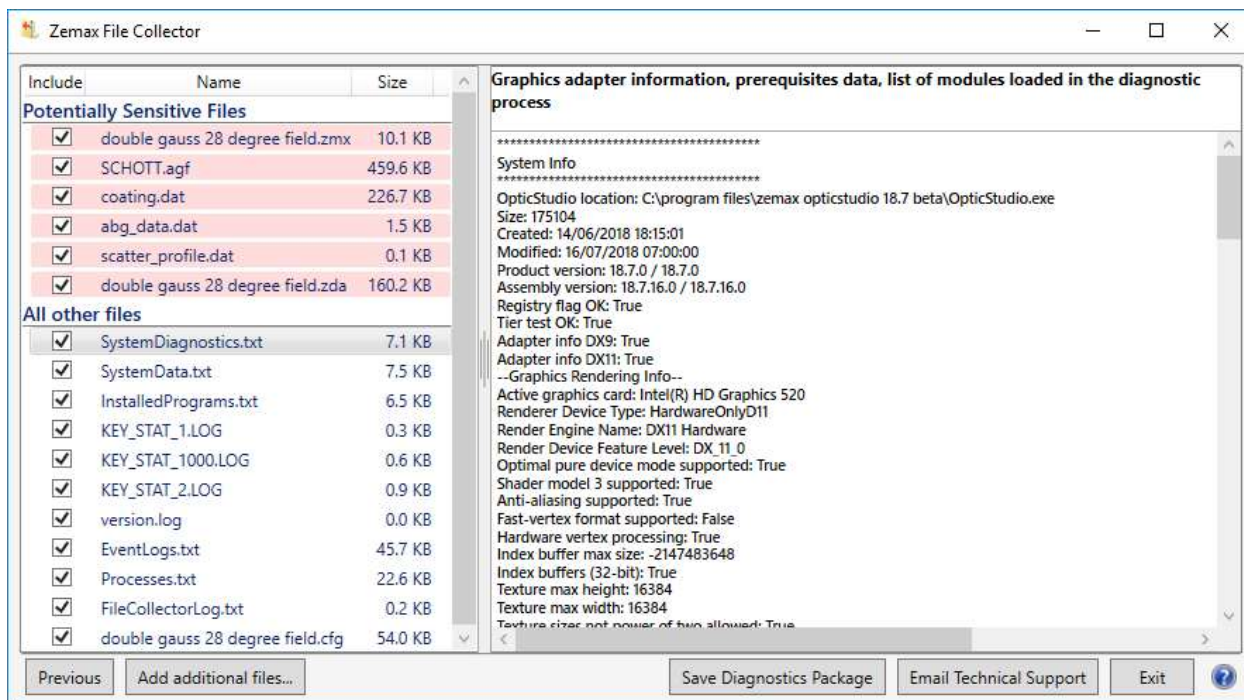 Zemax File Collector
Include Name Size
Potentially Sensitive Files
double gauss 28 degree field.zmx 10.1 KB
SCHOTT.agf 459.6 KB
coating.dat 226.7 KB
abg_data.dat 1.5 KB
scatter_profile.dat 0.1 KB
double gauss 28 degree field.zda 160.2 KB
All other files
SystemDiagnostics.txt 7.1 KB
SystemData.txt 7.5 KB
InstalledPrograms.txt 6.5 KB
KEY_STAT_1.LOG 0.3 KB
KEY_STAT_1000.LOG 0.6 KB
KEY_STAT_2.LOG 0.9 KB
version.log 0.0 KB
EventLogs.txt 45.7 KB
Processes.txt 22.6 KB
FileCollectorLog.txt 0.2 KB
double gauss 28 degree field.cfg 54.0 KB
Graphics adapter information, prerequisites data, list of modules loaded in the diagnostic
process
******************************************
System Info
******************************************
OpticStudio location: C:\program files\zemax opticstudio 18.7 beta\OpticStudio.exe
Size: 175104
Created: 14/06/2018 18:15:01
Modified: 16/07/2018 07:00:00
Product version: 18.7.0 / 18.7.0
Assembly version: 18.7.16.0 / 18.7.16.0
Registry flag OK: True
Tier test OK: True
Adapter info DX9: True
Adapter info DX11: True
--Graphics Rendering Info--
Active graphics card: Intel(R) HD Graphics 520
Renderer Device Type: HardwareOnlyD11
Render Engine Name: DX11 Hardware
Render Device Feature Level: DX_11_0
Optimal pure device mode supported: True
Shader model 3 supported: True
Anti-aliasing supported: True
Fast-vertex format supported: False
Hardware vertex processing: True
Index buffer max size: -2147483648
Index buffers (32-bit): True
Texture max height: 16384
Texture max width: 16384
Texture sizes not power of two allowed: True
Previous Add additional files... Save Diagnostics Package Email Technical Support Exit ?